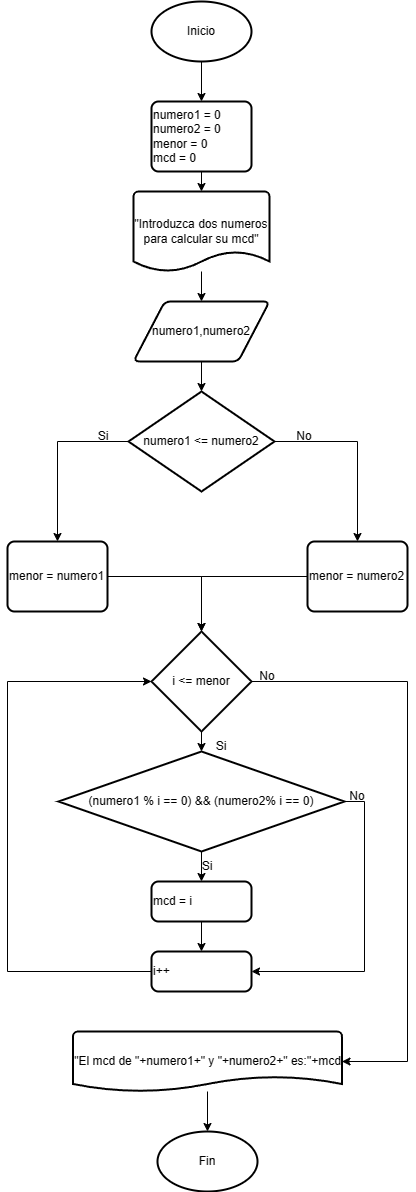 Inicio
numero1 = 0
numero2 = 0
menor = 0
mcd = 0
"Introduzca dos numeros
para calcular su mcd"
numero1,numero2
numero1 <= numero2
Si
No
menor = numero1
menor = numero2
i <= menor
No
Si
(numero1 % i == 0) && (numero2% i == 0)
No
Si
mcd = i
i++
"El mcd de "+numero1+" y "+numero2+" es:"+mcd
Fin